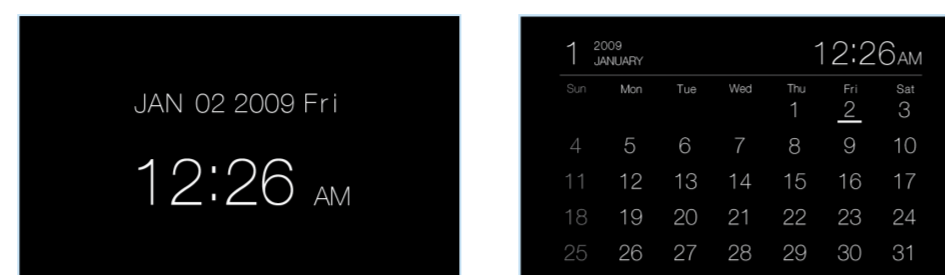 JAN 02 2009 Fri
12:26 AM
1 2009 JANUARY 12:26AM
Sun Mon Tue Wed Thu Fri Sat
1 2 3
4 5 6 7 8 9 10
11 12 13 14 15 16 17
18 19 20 21 22 23 24
25 26 27 28 29 30 31